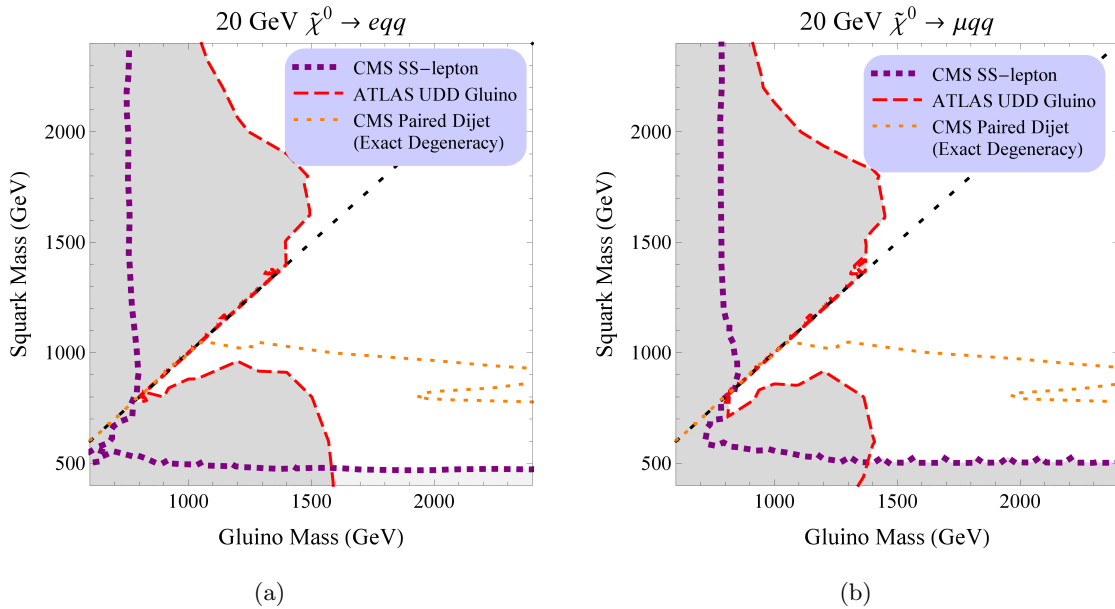 20 GeV χ̃⁰ → eqq
CMS SS−lepton
ATLAS UDD Gluino
CMS Paired Dijet
(Exact Degeneracy)
Squark Mass (GeV)
2000
1500
1000
500
1000
1500
2000
Gluino Mass (GeV)
(a)
20 GeV χ̃⁰ → μqq
CMS SS−lepton
ATLAS UDD Gluino
CMS Paired Dijet
(Exact Degeneracy)
Squark Mass (GeV)
2000
1500
1000
500
1000
1500
2000
Gluino Mass (GeV)
(b)